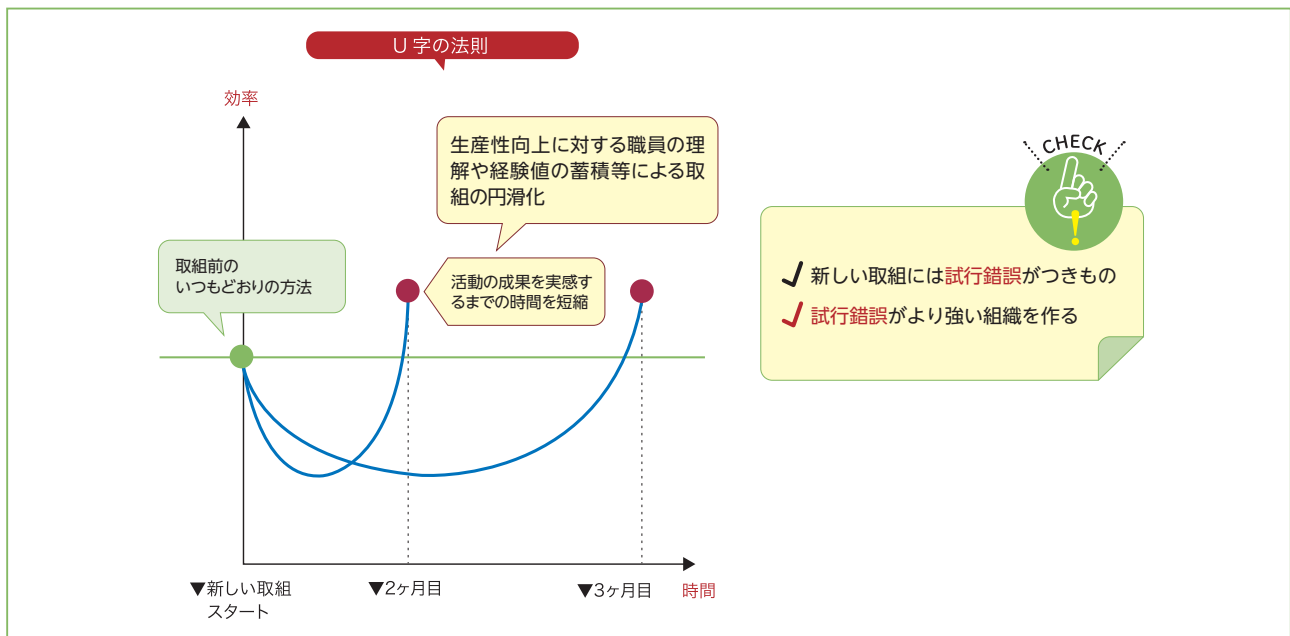 U字の法則
効率
生産性向上に対する職員の理
解や経験値の蓄積等による取
組の円滑化
取組前の
いつもどおりの方法
活動の成果を実感す
るまでの時間を短縮
▼新しい取組
スタート
▼2ヶ月目
▼3ヶ月目
時間
CHECK
!
新しい取組には試行錯誤がつきもの
試行錯誤がより強い組織を作る